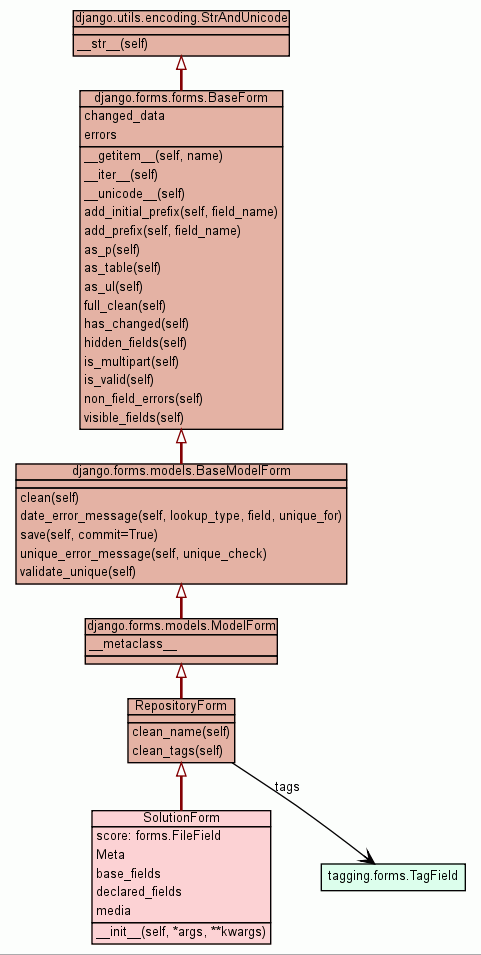 django.utils.encoding.StrAndUnicode
__str__(self)
django.forms.forms.BaseForm
changed_data
errors
__getitem__(self, name)
__iter__(self)
__unicode__(self)
add_initial_prefix(self, field_name)
add_prefix(self, field_name)
as_p(self)
as_table(self)
as_ul(self)
full_clean(self)
has_changed(self)
hidden_fields(self)
is_multipart(self)
is_valid(self)
non_field_errors(self)
visible_fields(self)
django.forms.models.BaseModelForm
clean(self)
date_error_message(self, lookup_type, field, unique_for)
save(self, commit=True)
unique_error_message(self, unique_check)
validate_unique(self)
django.forms.models.ModelForm
__metaclass__
RepositoryForm
clean_name(self)
clean_tags(self)
tags
SolutionForm
score: forms.FileField
Meta
base_fields
declared_fields
media
__init__(self, *args, **kwargs)
tagging.forms.TagField